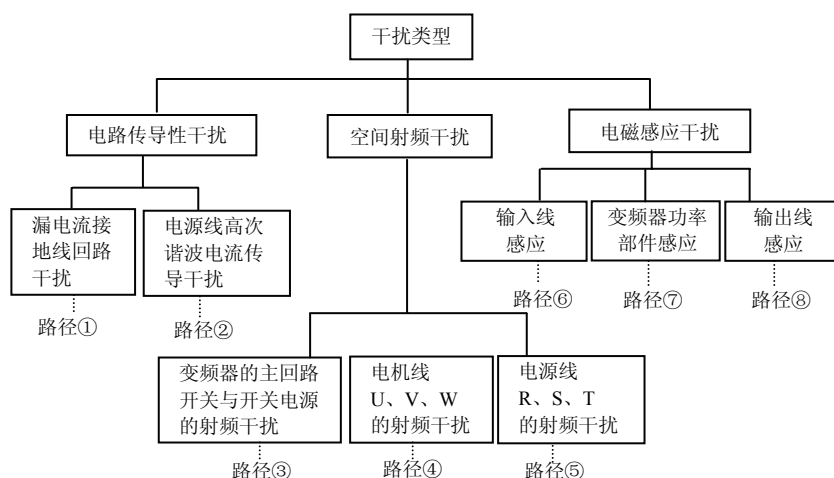 干扰类型
电路传导性干扰
空间射频干扰
电磁感应干扰
漏电流接
地线回路
干扰
电源线高次
谐波电流传
导干扰
输入线
感应
变频器功率
部件感应
输出线
感应
路径①
路径②
路径⑥
路径⑦
路径⑧
变频器的主回路
开关与开关电源
的射频干扰
电机线
U、V、W
的射频干扰
电源线
R、S、T
的射频干扰
路径③
路径④
路径⑤